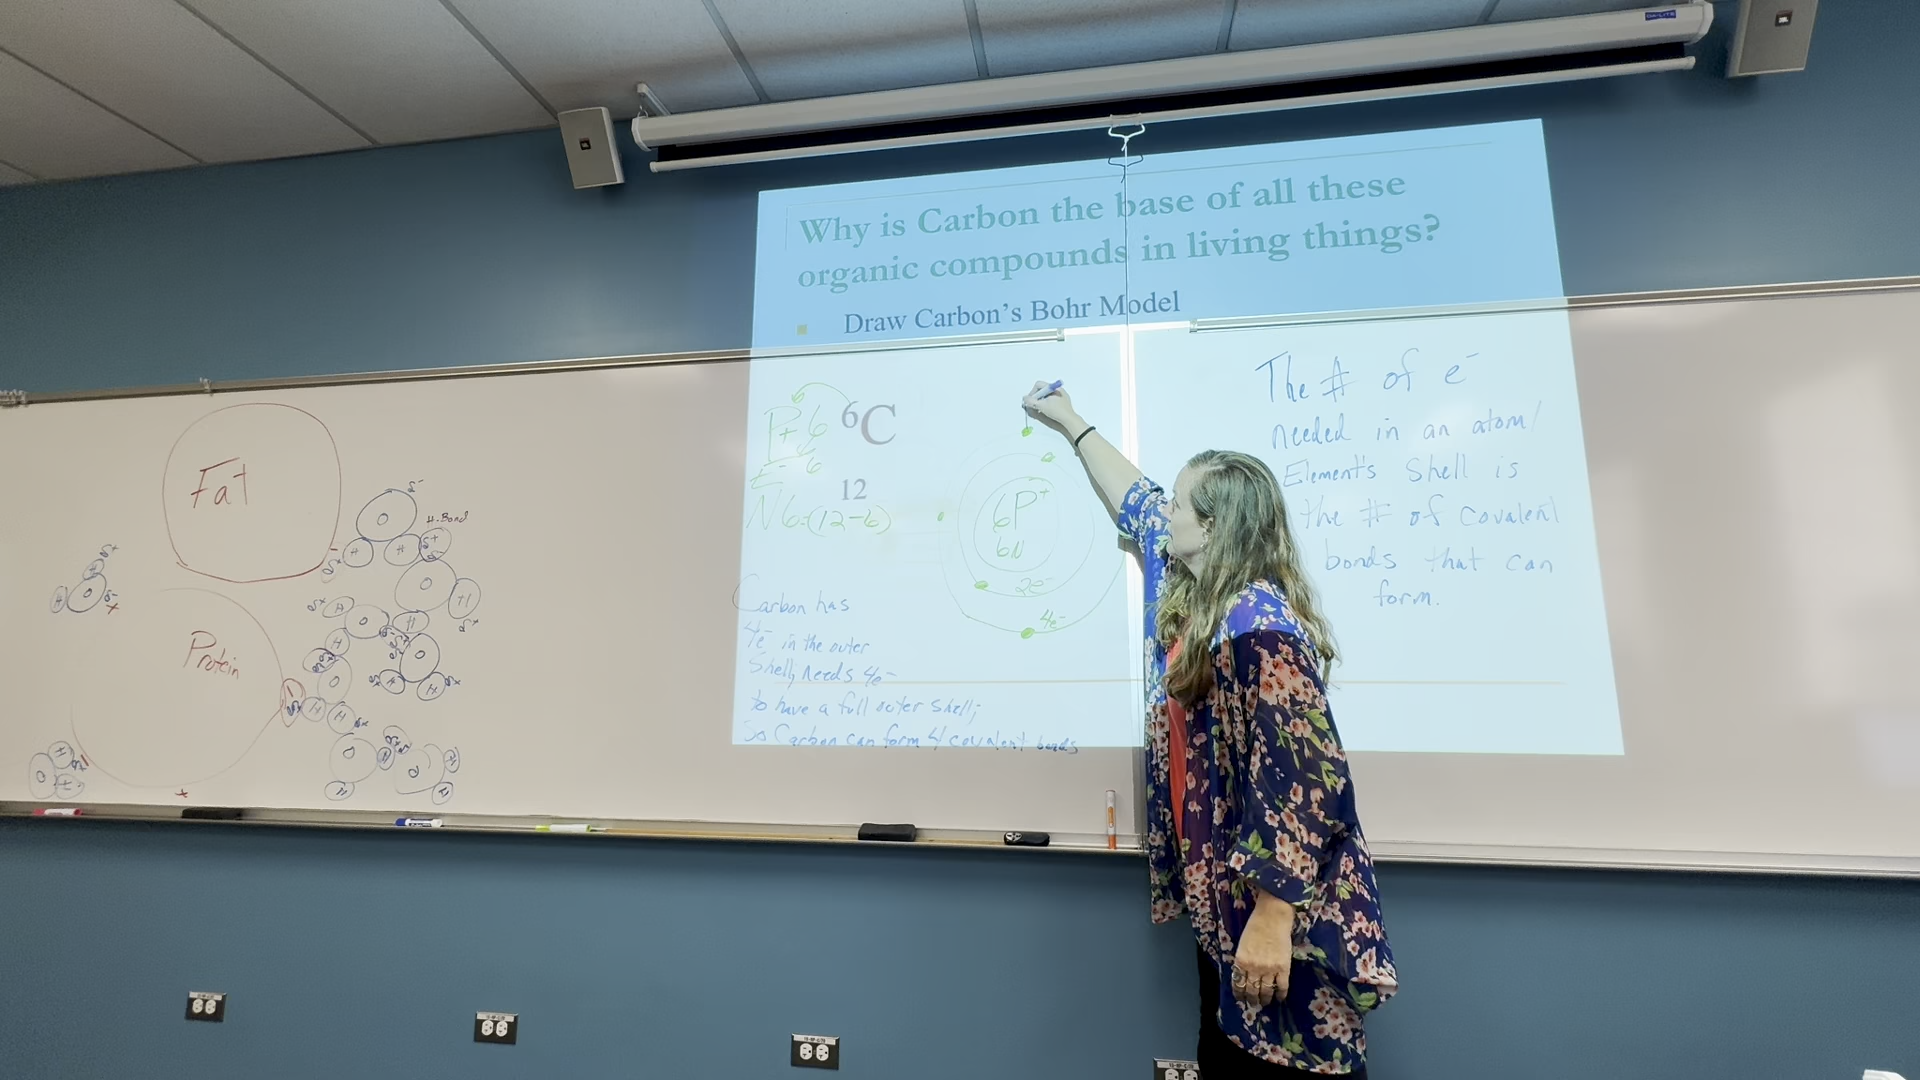 DA-LITE
Why is Carbon the base of all these
organic compounds in living things?
Draw Carbon's Bohr Model
P+ 6
E- 6
N 6=(12-6)
6C
12
6P+
6N
2e-
4e-
Carbon has
4e- in the outer
Shell, needs 4e-
to have a full outer shell;
So Carbon can form 4 covalent bonds
The # of e-
needed in an atom/
Element's Shell is
the # of covalent
bonds that can
form.
Fat
Protein
H-Bond
δ-
O
H
H
δ+
δ+
O
H
δ+
δ+
H
O
H
δ+
H
O
δ-
H
O
H
δ+
H
δ+
H
O
H
H
δ+
O
H
H
O
H
H
O
H